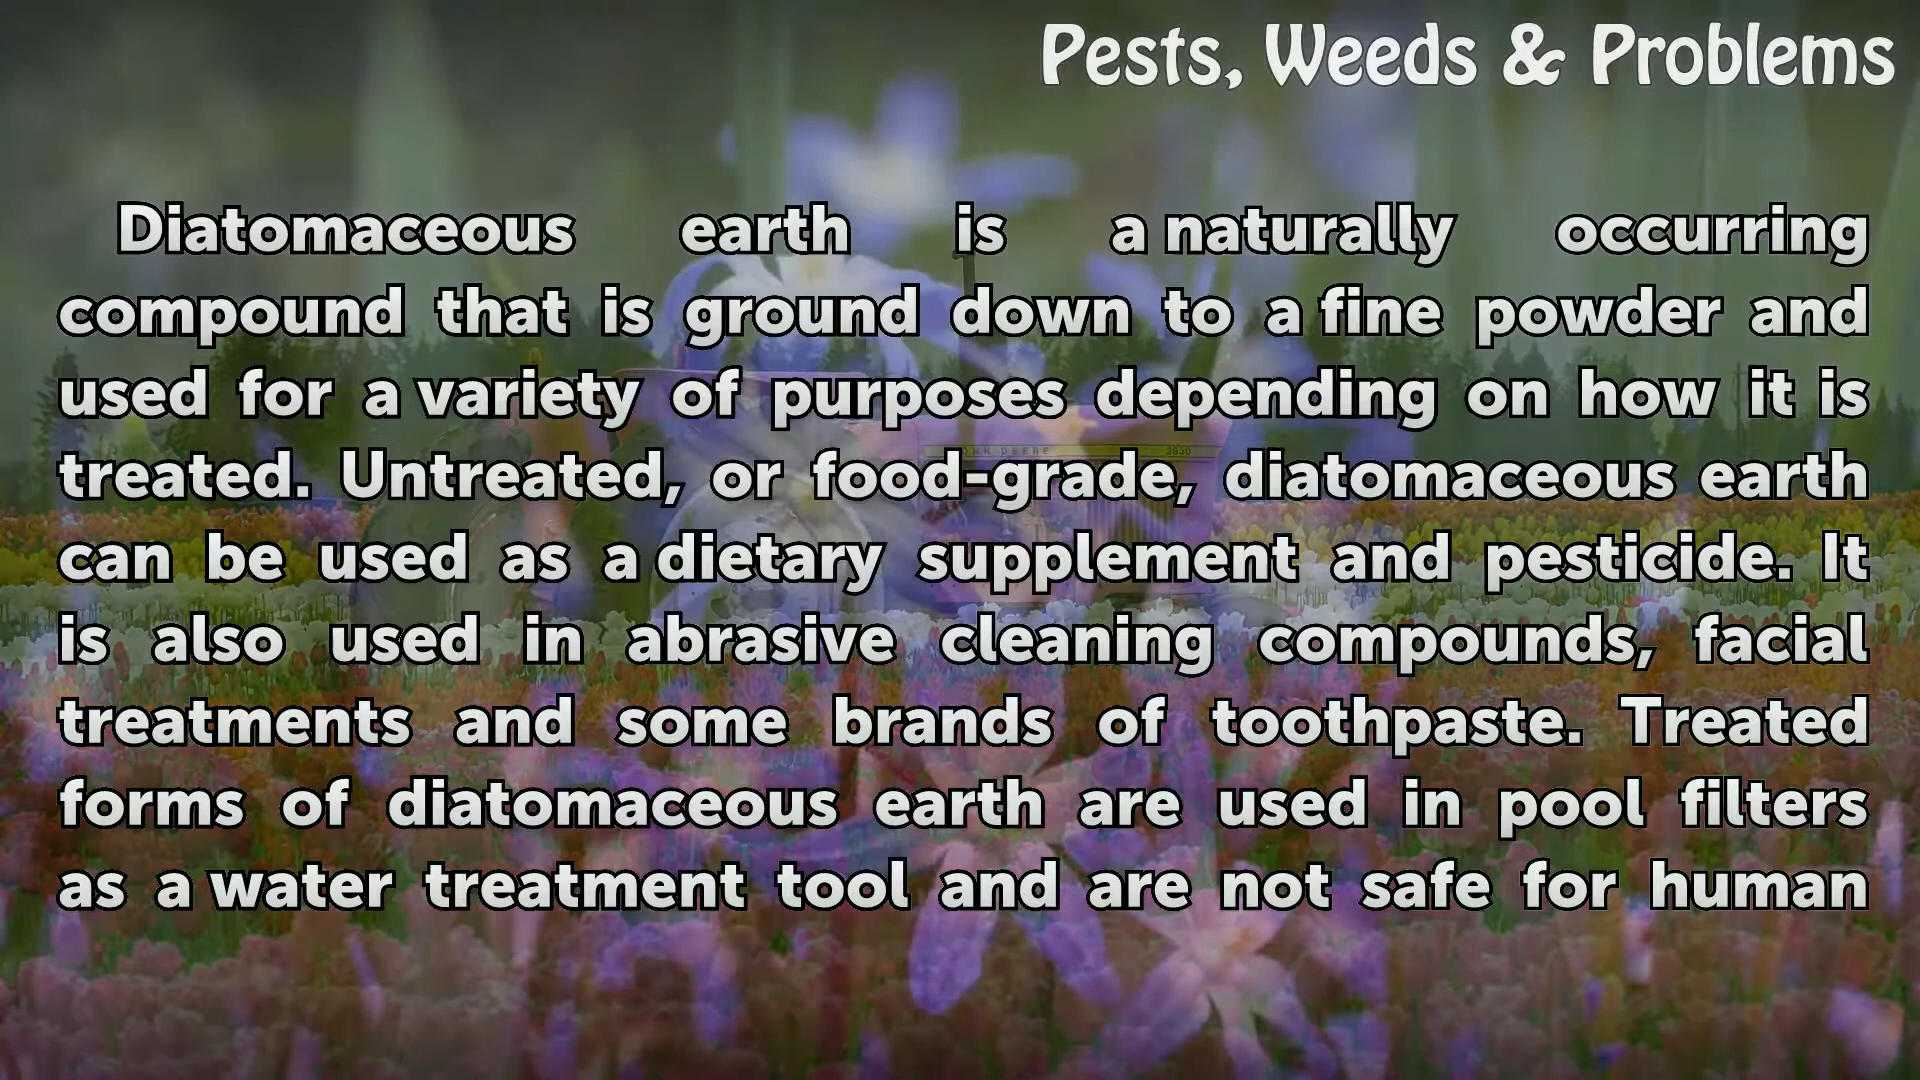 Pests, Weeds & Problems
Diatomaceous earth is a naturally occurring
compound that is ground down to a fine powder and
used for a variety of purposes depending on how it is
treated. Untreated, or food-grade, diatomaceous earth
can be used as a dietary supplement and pesticide. It
is also used in abrasive cleaning compounds, facial
treatments and some brands of toothpaste. Treated
forms of diatomaceous earth are used in pool filters
as a water treatment tool and are not safe for human
JOHN DEERE